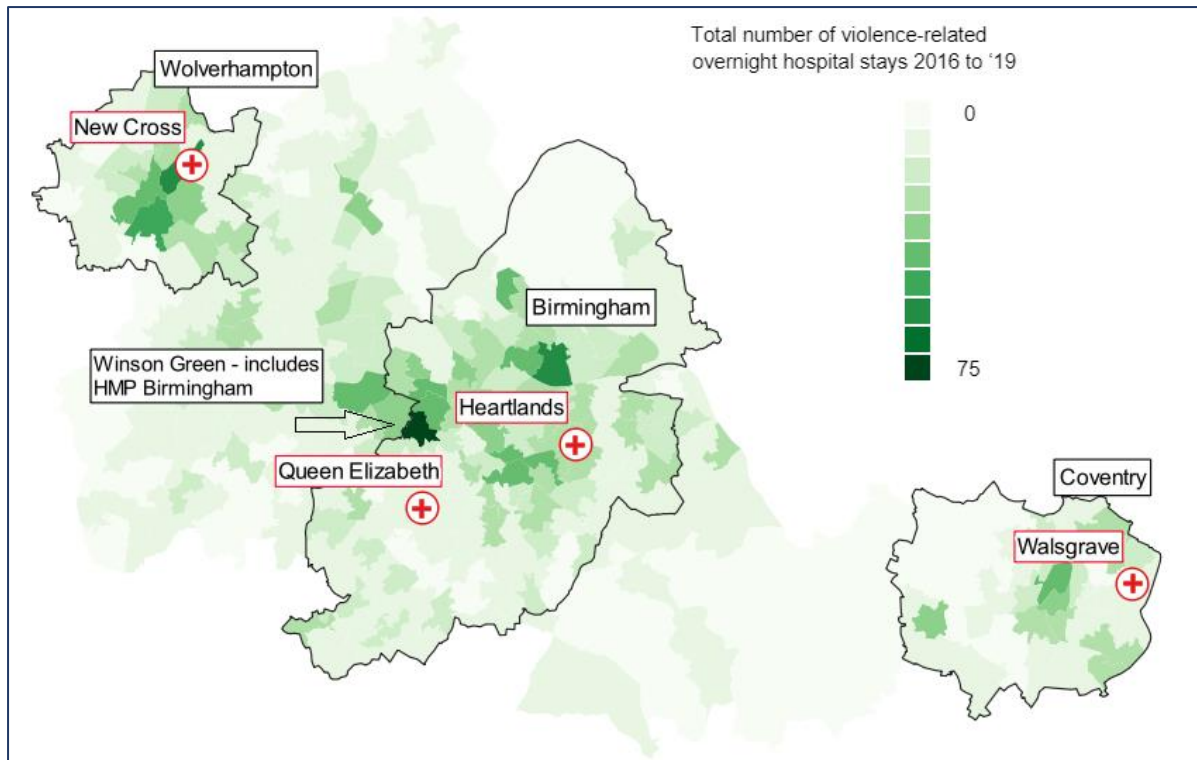 Total number of violence-related
overnight hospital stays 2016 to ‘19
0
75
Wolverhampton
New Cross
Birmingham
Winson Green - includes
HMP Birmingham
Heartlands
Queen Elizabeth
Coventry
Walsgrave